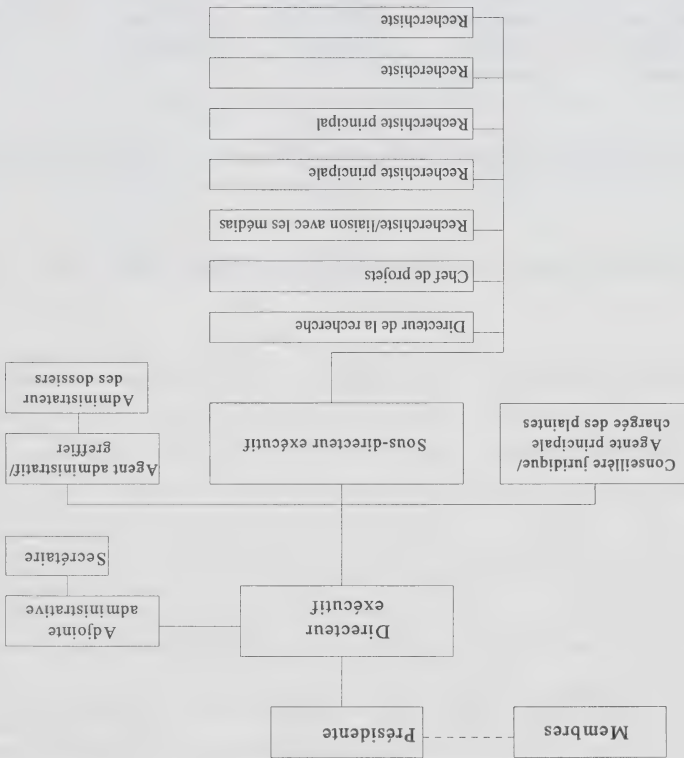 Membres
Présidente
Directeur
exécutif
Adjointe
administrative
Secrétaire
Conseillère juridique/
Agente principale
chargée des plaintes
Sous-directeur exécutif
Agent administratif/
greffier
Administrateur
des dossiers
Directeur de la recherche
Chef de projets
Recherchiste/liaison avec les médias
Recherchiste principale
Recherchiste principal
Recherchiste
Recherchiste